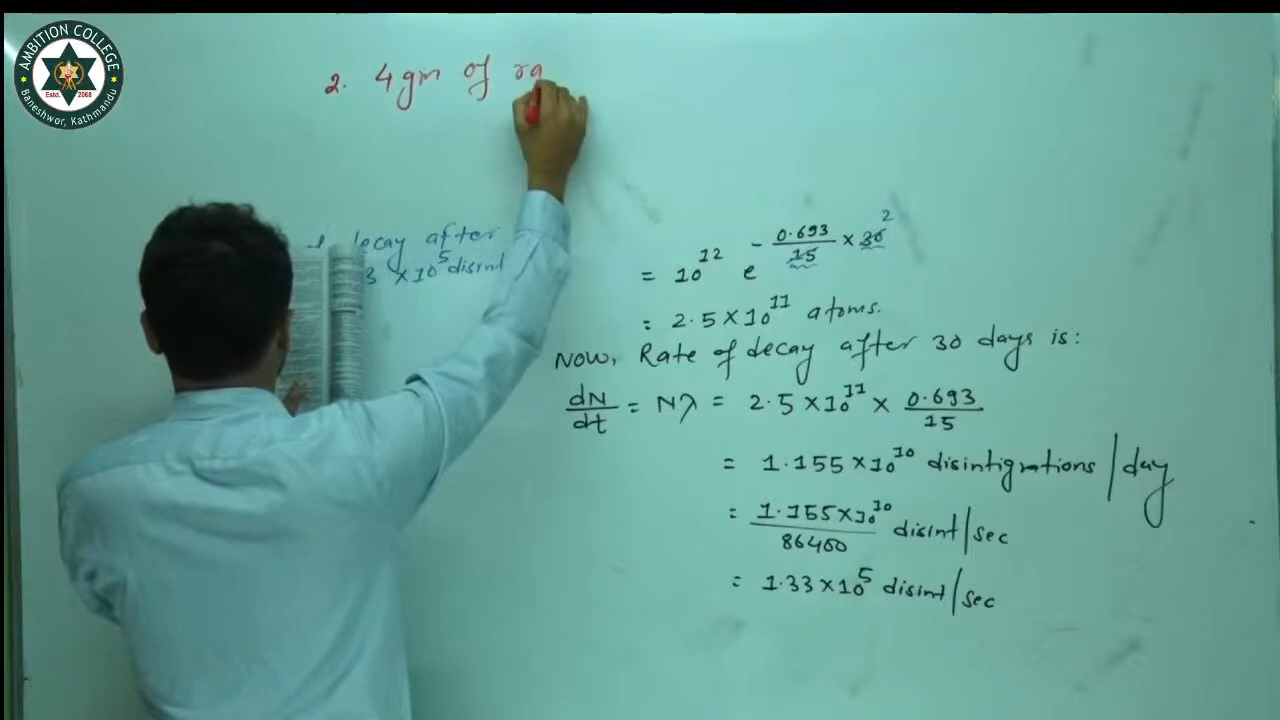 AMBITION COLLEGE
Estd. 2068
Baneshwor, Kathmandu
2. 4 gm of ra
decay after
3 × 10^5 disint
= 10^12 e^(- 0.693/15 × 30) 2
= 2.5 × 10^11 atoms.
Now, Rate of decay after 30 days is:
dN/dt = Nλ = 2.5 × 10^11 × 0.693/15
= 1.155 × 10^10 disintigrations / day
= 1.155 × 10^10 / 86400 disint/sec
= 1.33 × 10^5 disint/sec